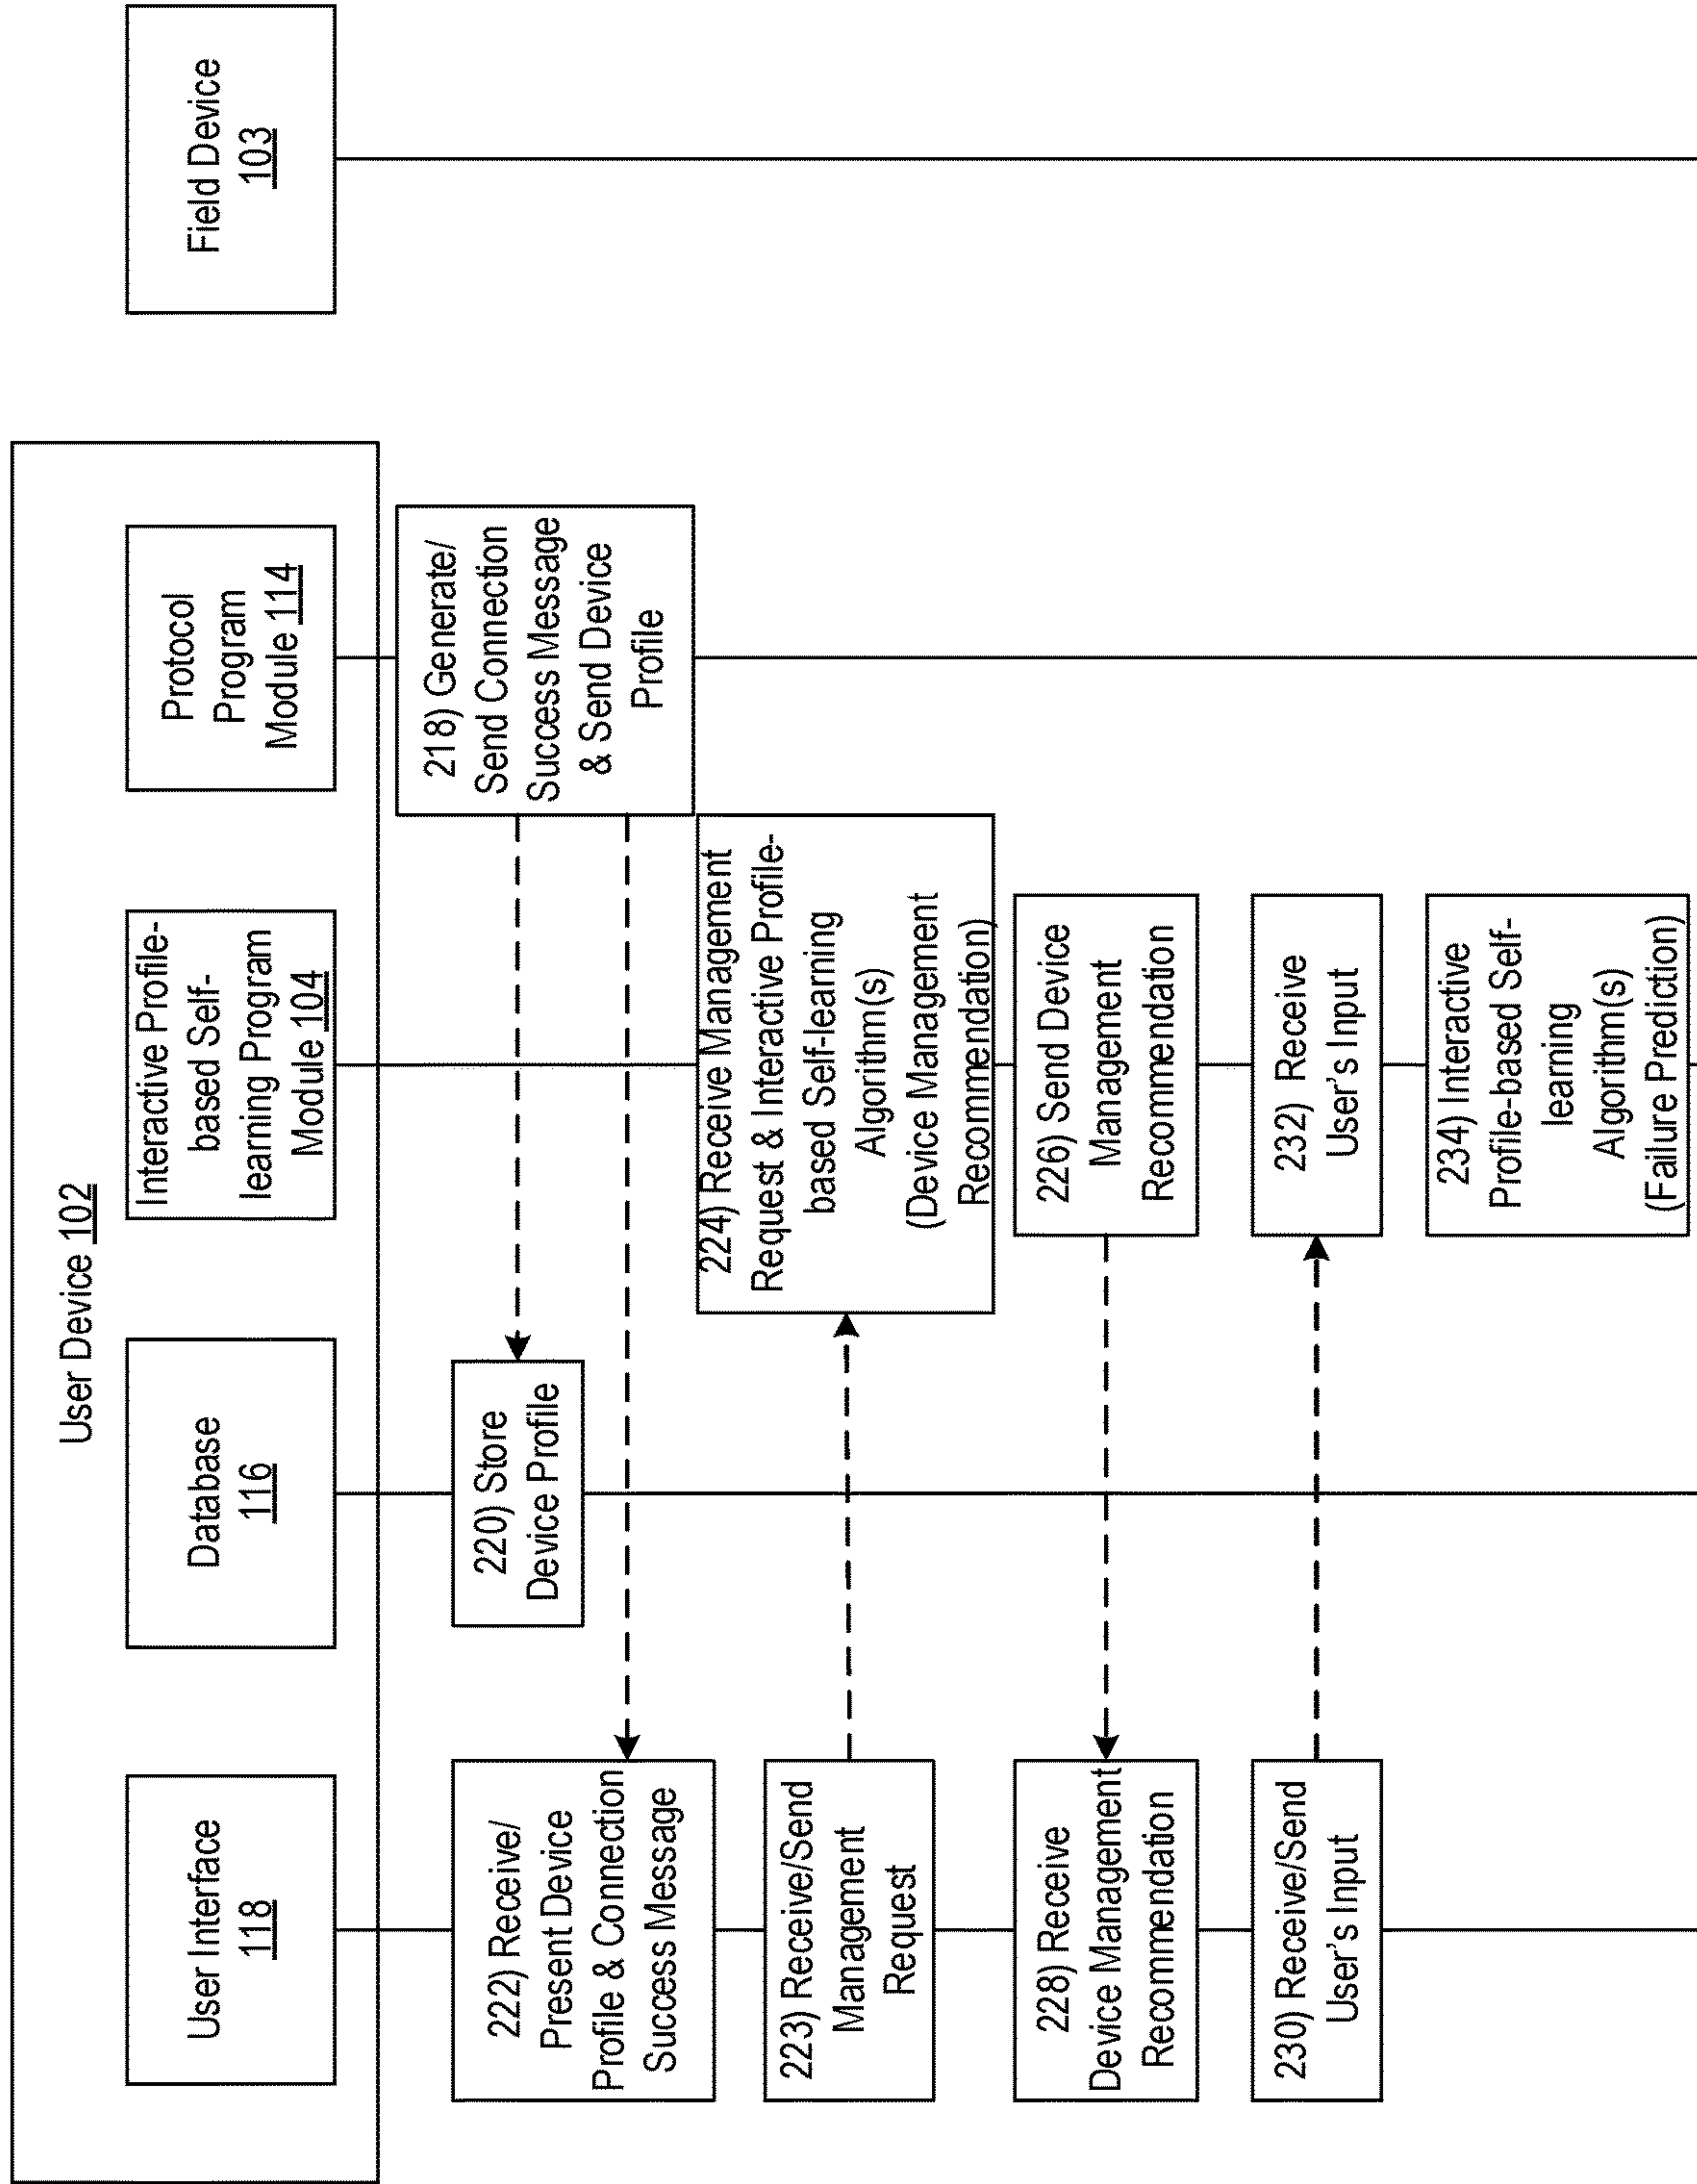 User Device 102
User Interface
118
Database
116
Interactive Profile-
based Self-
learning Program
Module 104
Protocol
Program
Module 114
Field Device
103
218) Generate/
Send Connection
Success Message
& Send Device
Profile
220) Store
Device Profile
222) Receive/
Present Device
Profile & Connection
Success Message
223) Receive/Send
Management
Request
224) Receive Management
Request & Interactive Profile-
based Self-learning
Algorithm(s)
(Device Management
Recommendation)
226) Send Device
Management
Recommendation
228) Receive
Device Management
Recommendation
230) Receive/Send
User's Input
232) Receive
User's Input
234) Interactive
Profile-based Self-
learning
Algorithm(s)
(Failure Prediction)